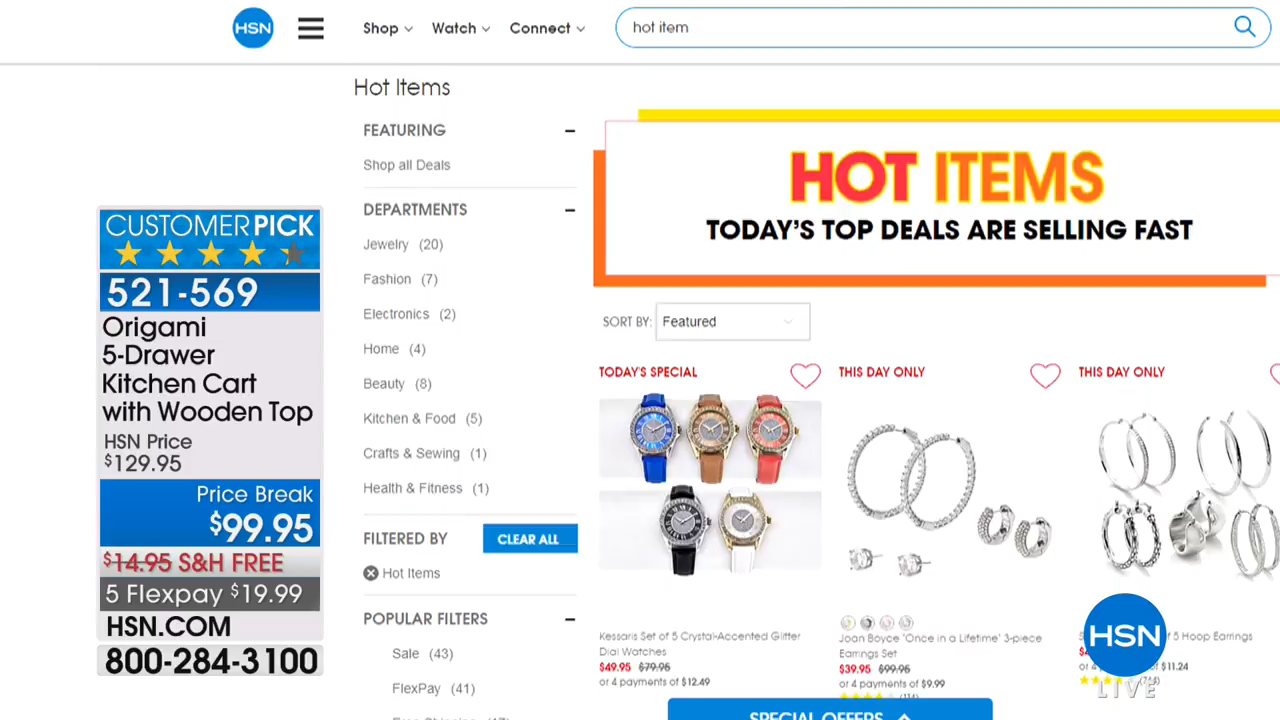 HSN
Shop
Watch
Connect
hot item
Hot Items
FEATURING
Shop all Deals
DEPARTMENTS
Jewelry (20)
Fashion (7)
Electronics (2)
Home (4)
Beauty (8)
Kitchen & Food (5)
Crafts & Sewing (1)
Health & Fitness (1)
FILTERED BY
CLEAR ALL
Hot Items
POPULAR FILTERS
Sale (43)
FlexPay (41)
HOT ITEMS
TODAY'S TOP DEALS ARE SELLING FAST
SORT BY: Featured
TODAY'S SPECIAL
Kessaris Set of 5 Crystal-Accented Glitter
Dial Watches
$49.95 $79.95
or 4 payments of $12.49
THIS DAY ONLY
Joan Boyce "Once in a Lifetime" 3-piece
Earrings Set
$39.95 $99.95
or 4 payments of $9.99
(114)
THIS DAY ONLY
of 5 Hoop Earrings
$11.24
SPECIAL OFFERS
CUSTOMER PICK
521-569
Origami
5-Drawer
Kitchen Cart
with Wooden Top
HSN Price
$129.95
Price Break
$99.95
$14.95 S&H FREE
5 Flexpay $19.99
HSN.COM
800-284-3100
HSN
LIVE